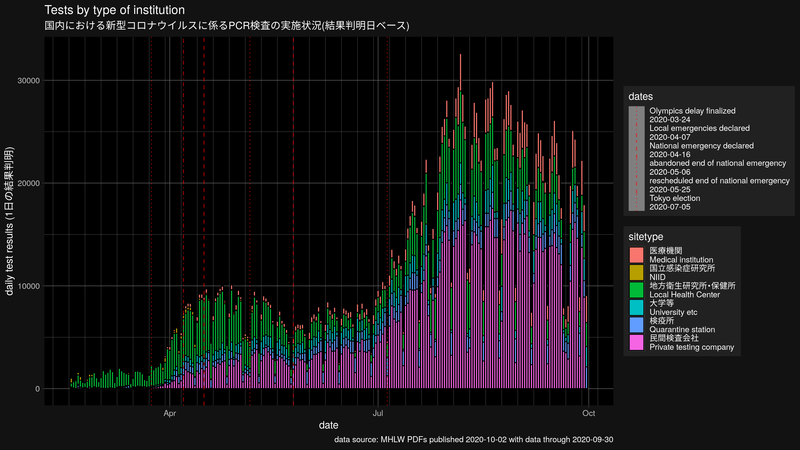 Tests by type of institution
国内における新型コロナウイルスに係るPCR検査の実施状況(結果判明日ベース)
daily test results (1日の結果判明)
30000
20000
10000
0
Apr
Jul
Oct
date
dates
Olympics delay finalized
2020-03-24
Local emergencies declared
2020-04-07
National emergency declared
2020-04-16
abandoned end of national emergency
2020-05-06
rescheduled end of national emergency
2020-05-25
Tokyo election
2020-07-05
sitetype
医療機関
Medical institution
国立感染症研究所
NIID
地方衛生研究所・保健所
Local Health Center
大学等
University etc
検疫所
Quarantine station
民間検査会社
Private testing company
data source: MHLW PDFs published 2020-10-02 with data through 2020-09-30